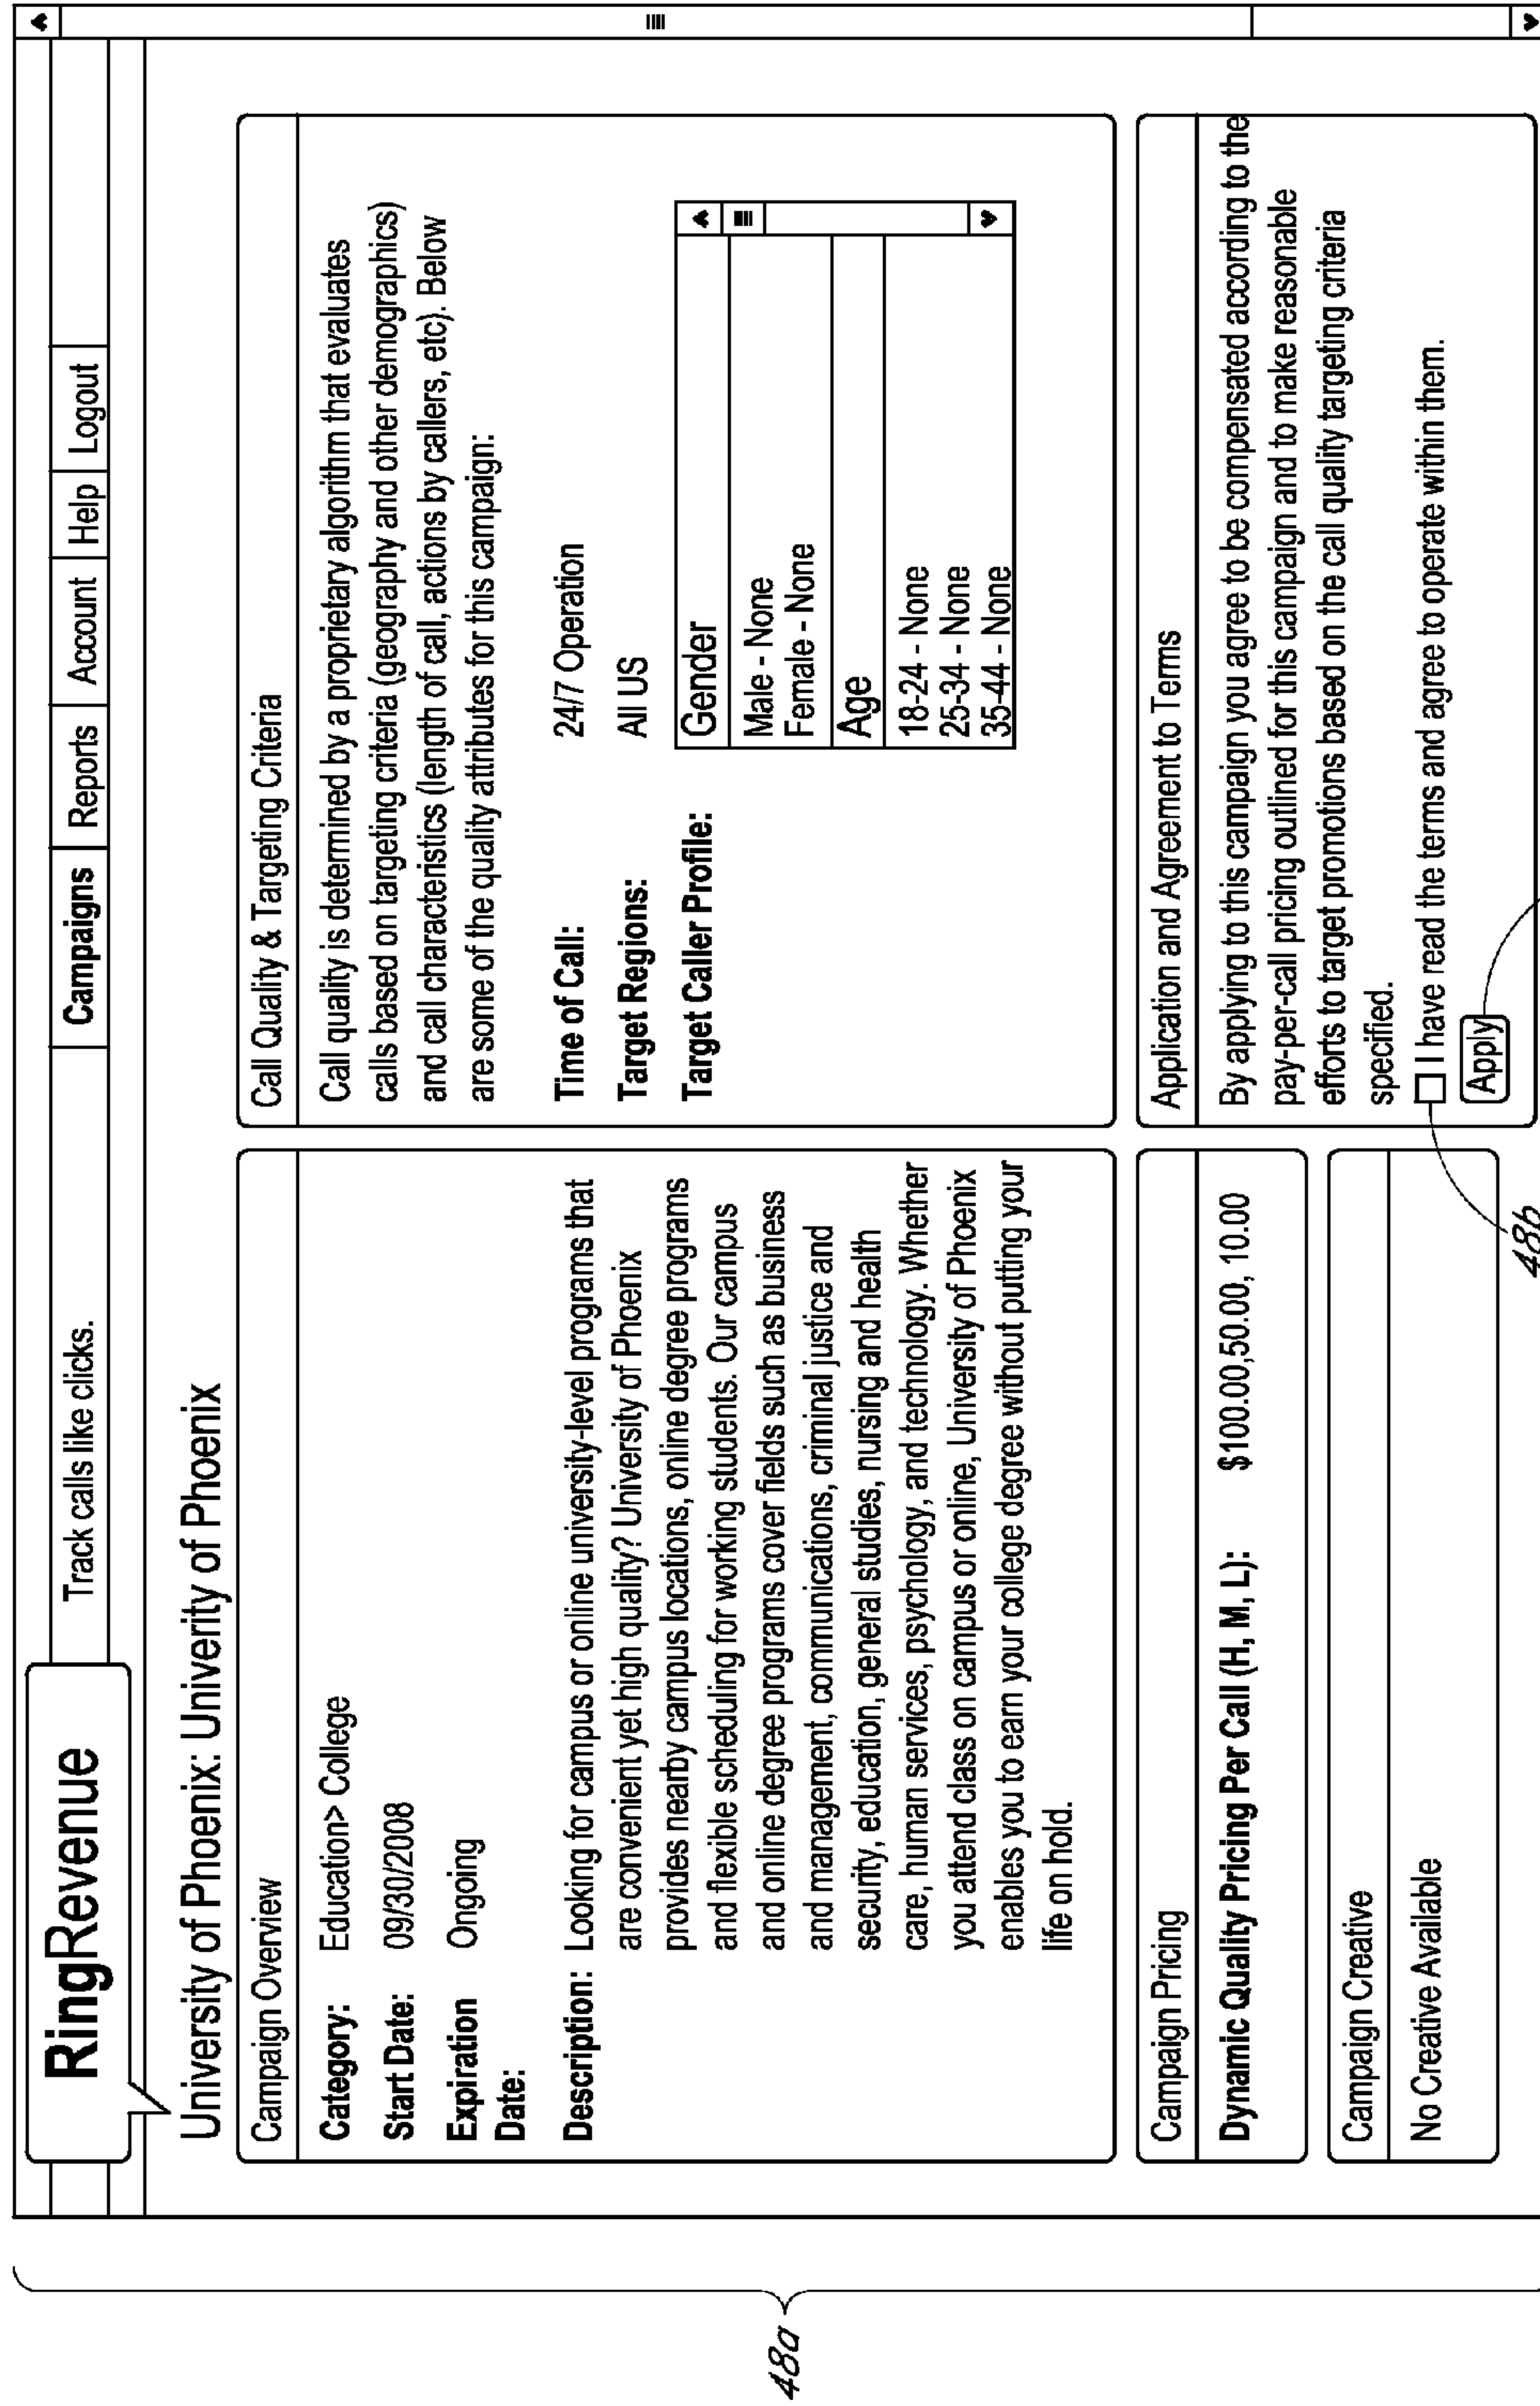 RingRevenue
Track calls like clicks.
Campaigns
Reports
Account
Help
Logout
University of Phoenix: Univerity of Phoenix
Campaign Overview
Category: Education> College
Start Date: 09/30/2008
Expiration Ongoing
Date:
Description: Looking for campus or online university-level programs that
are convenient yet high quality? University of Phoenix
provides nearby campus locations, online degree programs
and flexible scheduling for working students. Our campus
and online degree programs cover fields such as business
and management, communications, criminal justice and
security, education, general studies, nursing and health
care, human services, psychology, and technology. Whether
you attend class on campus or online, University of Phoenix
enables you to earn your college degree without putting your
life on hold.
Call Quality & Targeting Criteria
Call quality is determined by a proprietary algorithm that evaluates
calls based on targeting criteria (geography and other demographics)
and call characteristics (length of call, actions by callers, etc). Below
are some of the quality attributes for this campaign:
Time of Call: 24/7 Operation
Target Regions: All US
Target Caller Profile:
Gender
Male - None
Female - None
Age
18-24 - None
25-34 - None
35-44 - None
Campaign Pricing
Dynamic Quality Pricing Per Call (H, M, L): $100.00,50.00, 10.00
Campaign Creative
No Creative Available
Application and Agreement to Terms
By applying to this campaign you agree to be compensated according to the
pay-per-call pricing outlined for this campaign and to make reasonable
efforts to target promotions based on the call quality targeting criteria
specified.
I have read the terms and agree to operate within them.
Apply
48a
48b